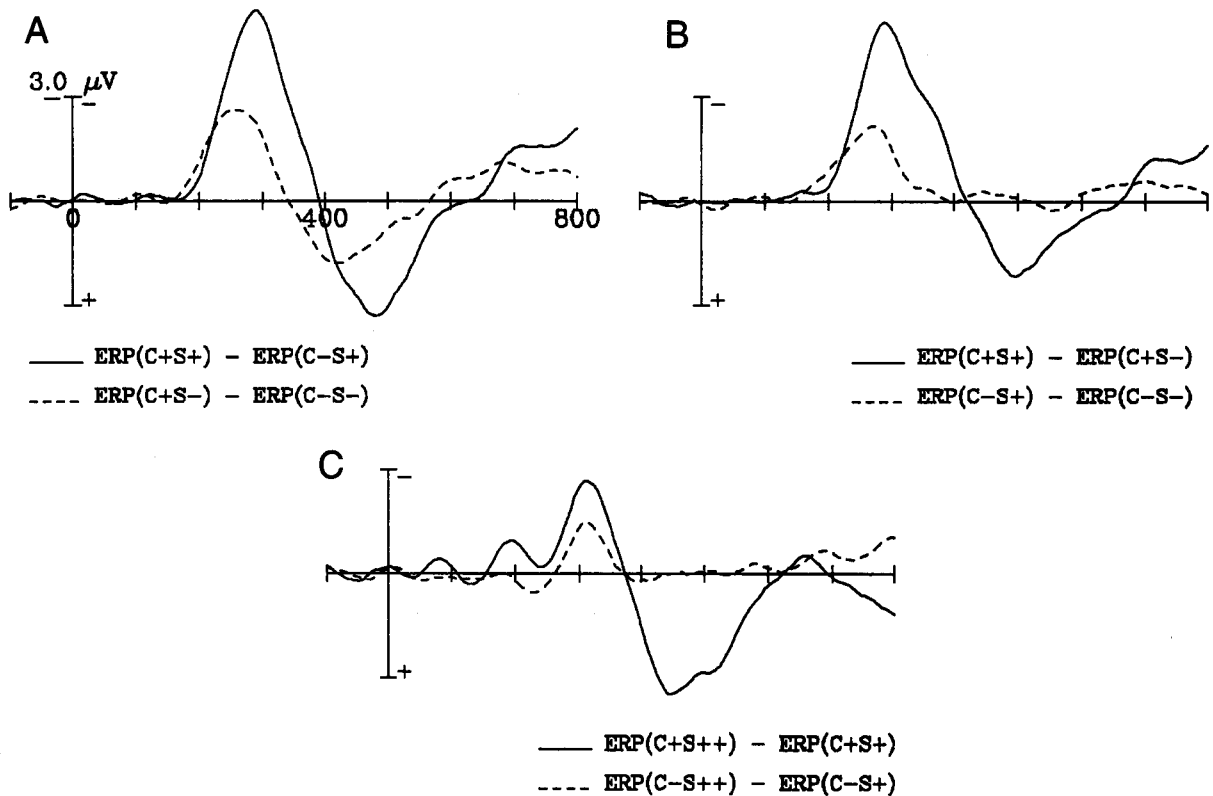 A
3.0 μV
−
+
0 400 800
ERP(C+S+) − ERP(C−S+)
ERP(C+S−) − ERP(C−S−)
B
−
+
ERP(C+S+) − ERP(C+S−)
ERP(C−S+) − ERP(C−S−)
C
−
+
ERP(C+S++) − ERP(C+S+)
ERP(C−S++) − ERP(C−S+)